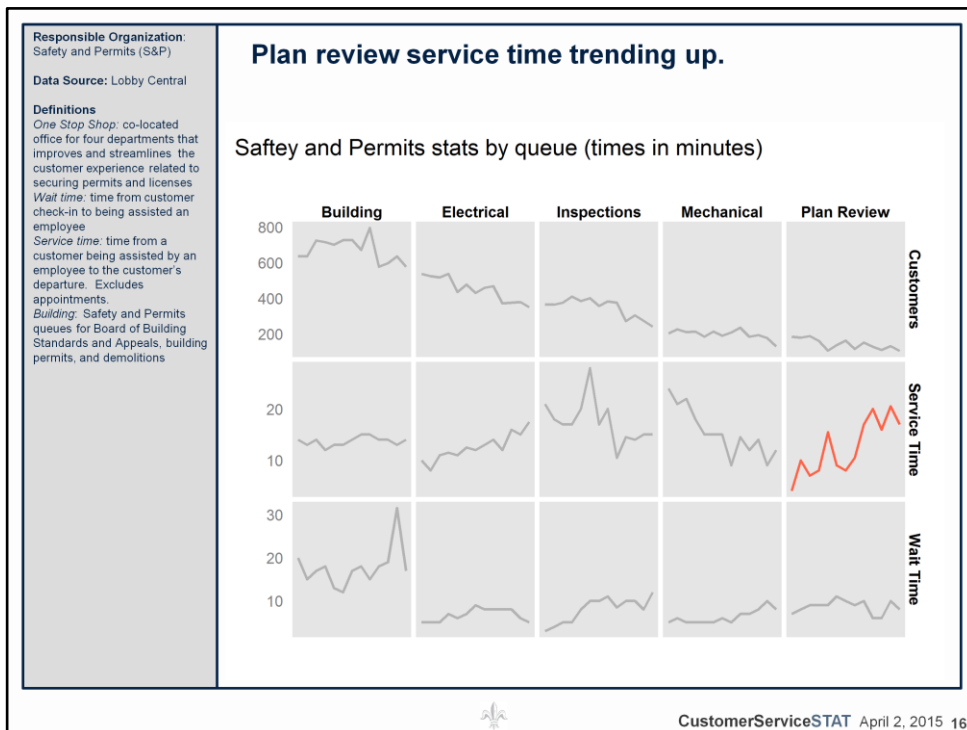 Responsible Organization:
Safety and Permits (S&P)
Data Source: Lobby Central
Definitions
One Stop Shop: co-located
office for four departments that
improves and streamlines the
customer experience related to
securing permits and licenses
Wait time: time from customer
check-in to being assisted an
employee
Service time: time from a
customer being assisted by an
employee to the customer's
departure. Excludes
appointments.
Building: Safety and Permits
queues for Board of Building
Standards and Appeals, building
permits, and demolitions
Plan review service time trending up.
Saftey and Permits stats by queue (times in minutes)
Building Electrical Inspections Mechanical Plan Review
800
600
400
200
Customers
20
10
Service Time
30
20
10
Wait Time
CustomerServiceSTAT April 2, 2015 16